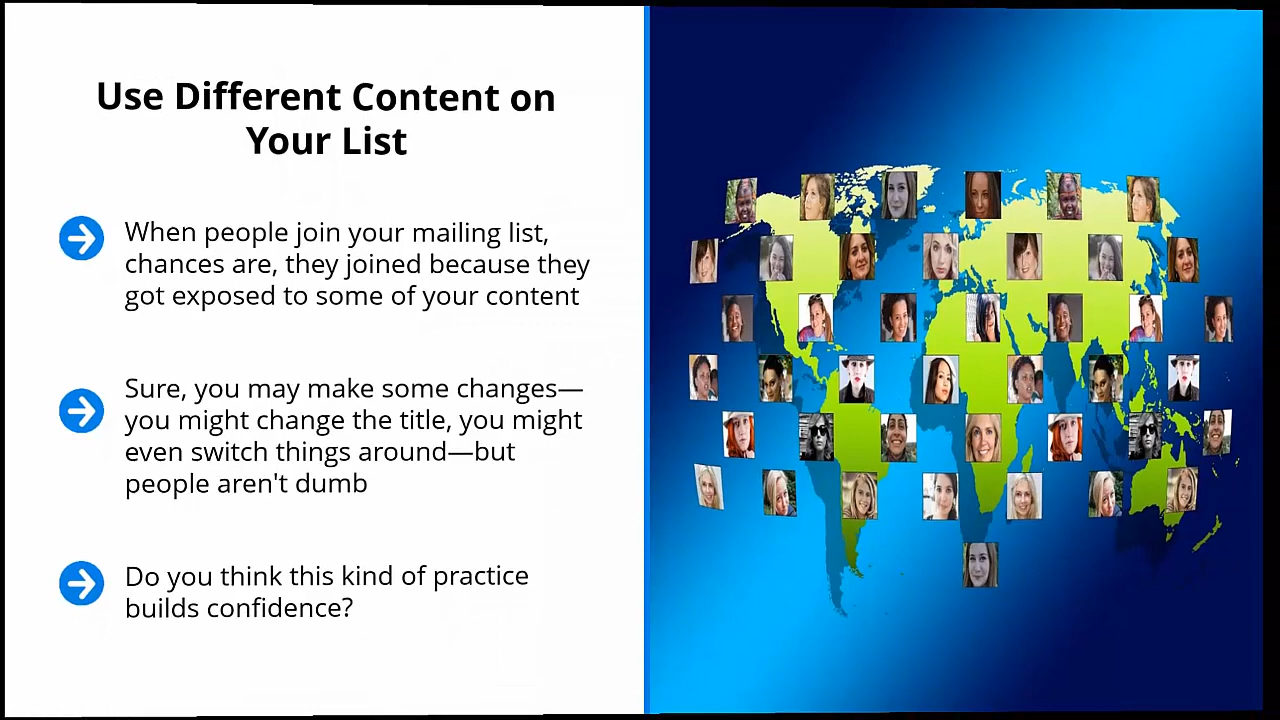 Use Different Content on
Your List
When people join your mailing list,
chances are, they joined because they
got exposed to some of your content
Sure, you may make some changes—
you might change the title, you might
even switch things around—but
people aren't dumb
Do you think this kind of practice
builds confidence?